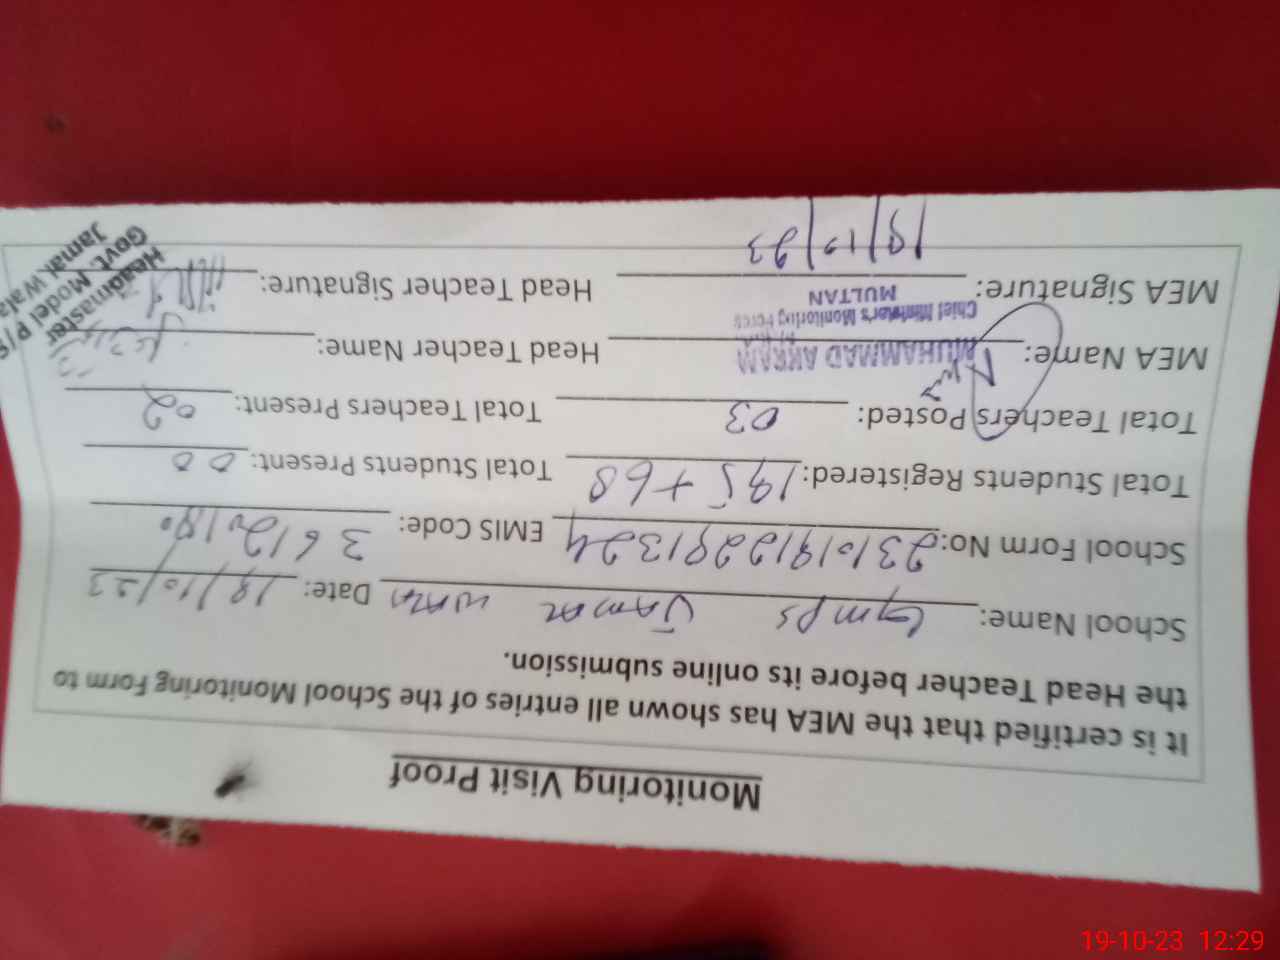 Monitoring Visit Proof
It is certified that the MEA has shown all entries of the School Monitoring Form to
the Head Teacher before its online submission.
School Name: GMPS Jamal wala Date: 19/10/23
School Form No: EMIS Code:
Total Students Registered: 195 + 68 Total Students Present: 00
Total Teachers Posted: 03 Total Teachers Present: 02
MEA Name: MUHAMMAD AKRAM Head Teacher Name:
Chief Minister's Monitoring Force
MULTAN
MEA Signature: Head Teacher Signature:
19/10/23
Headmaster
Govt. Model P/S
Jamal Wala
19-10-23 12:29